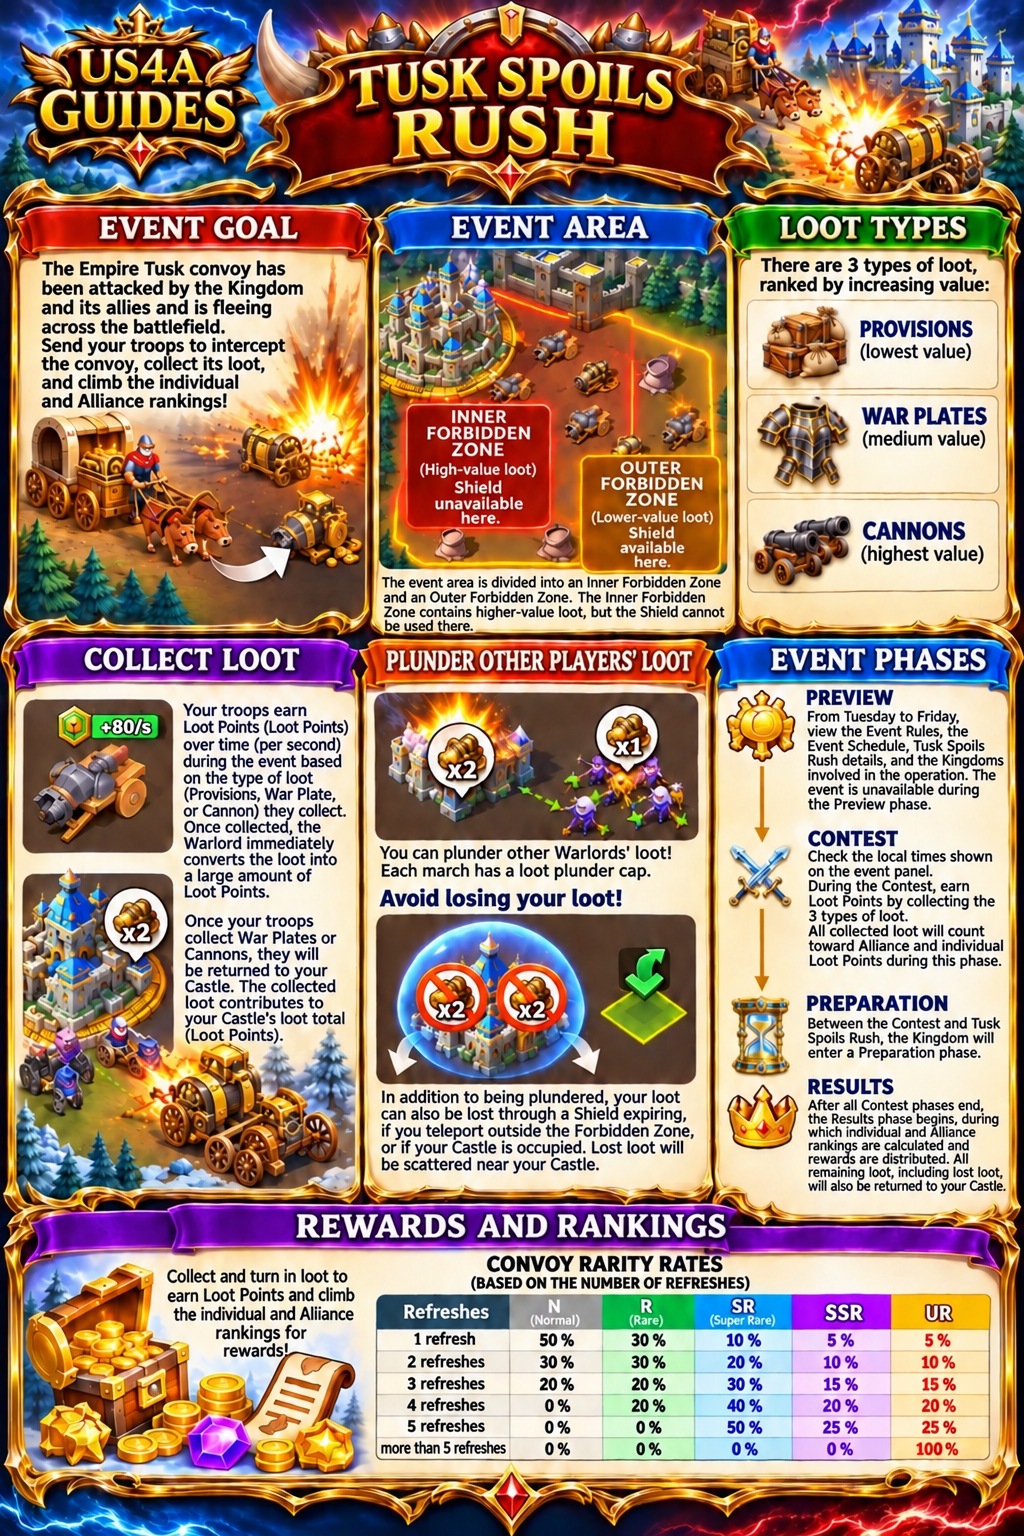 US4A
GUIDES
TUSK SPOILS
RUSH
EVENT GOAL
The Empire Tusk convoy has
been attacked by the Kingdom
and its allies and is fleeing
across the battlefield.
Send your troops to intercept
the convoy, collect its loot,
and climb the individual
and Alliance rankings!
EVENT AREA
INNER
FORBIDDEN
ZONE
(High-value loot)
Shield
unavailable
here.
OUTER
FORBIDDEN
ZONE
(Lower-value loot)
Shield
available
here.
The event area is divided into an Inner Forbidden Zone
and an Outer Forbidden Zone. The Inner Forbidden
Zone contains higher-value loot, but the Shield cannot
be used there.
LOOT TYPES
There are 3 types of loot,
ranked by increasing value:
PROVISIONS
(lowest value)
WAR PLATES
(medium value)
CANNONS
(highest value)
COLLECT LOOT
+80/s
Your troops earn
Loot Points (Loot Points)
over time (per second)
during the event based
on the type of loot
(Provisions, War Plate,
or Cannon) they collect.
Once collected, the
Warlord immediately
converts the loot into
a large amount of
Loot Points.
x2
Once your troops
collect War Plates or
Cannons, they will
be returned to your
Castle. The collected
loot contributes to
your Castle's loot total
(Loot Points).
PLUNDER OTHER PLAYERS' LOOT
x2
x1
You can plunder other Warlords' loot!
Each march has a loot plunder cap.
Avoid losing your loot!
x2
x2
In addition to being plundered, your loot
can also be lost through a Shield expiring,
if you teleport outside the Forbidden Zone,
or if your Castle is occupied. Lost loot will
be scattered near your Castle.
EVENT PHASES
PREVIEW
From Tuesday to Friday,
view the Event Rules, the
Event Schedule, Tusk Spoils
Rush details, and the Kingdoms
involved in the operation. The
event is unavailable during
the Preview phase.
CONTEST
Check the local times shown
on the event panel.
During the Contest, earn
Loot Points by collecting the
3 types of loot.
All collected loot will count
toward Alliance and individual
Loot Points during this phase.
PREPARATION
Between the Contest and Tusk
Spoils Rush, the Kingdom will
enter a Preparation phase.
RESULTS
After all Contest phases end,
the Results phase begins, during
which individual and Alliance
rankings are calculated and
rewards are distributed. All
remaining loot, including lost loot,
will also be returned to your Castle.
REWARDS AND RANKINGS
Collect and turn in loot to
earn Loot Points and climb
the individual and Alliance
rankings for
rewards!
CONVOY RARITY RATES
(BASED ON THE NUMBER OF REFRESHES)
Refreshes N (Normal) R (Rare) SR (Super Rare) SSR UR
1 refresh 50 % 30 % 10 % 5 % 5 %
2 refreshes 30 % 30 % 20 % 10 % 10 %
3 refreshes 20 % 20 % 30 % 15 % 15 %
4 refreshes 0 % 20 % 40 % 20 % 20 %
5 refreshes 0 % 0 % 50 % 25 % 25 %
more than 5 refreshes 0 % 0 % 0 % 0 % 100 %